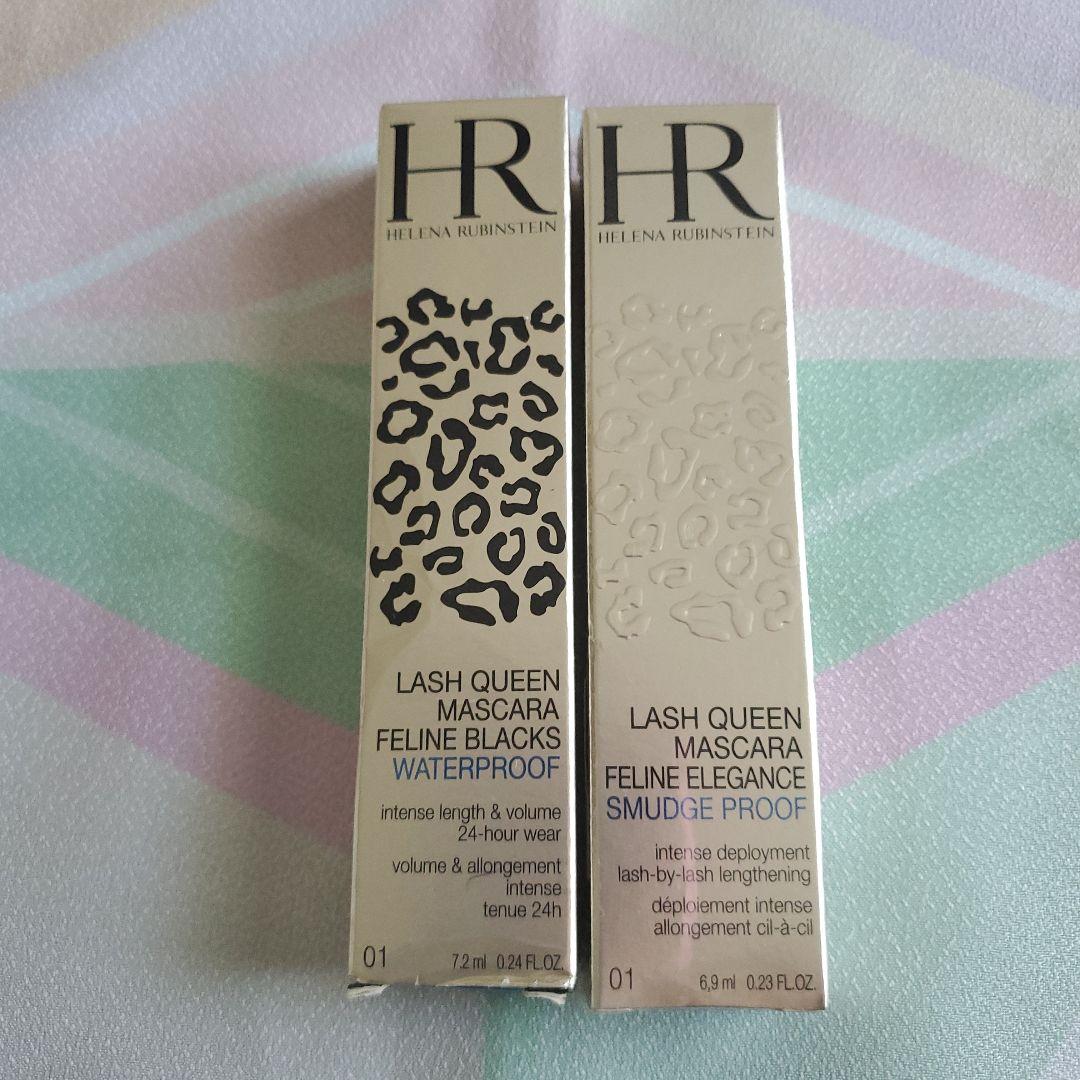 HR
HELENA RUBINSTEIN
LASH QUEEN
MASCARA
FELINE BLACKS
WATERPROOF
intense length & volume
24-hour wear
volume & allongement
intense
tenue 24h
01
7.2 ml 0.24 FL.OZ.
HR
HELENA RUBINSTEIN
LASH QUEEN
MASCARA
FELINE ELEGANCE
SMUDGE PROOF
intense deployment
lash-by-lash lengthening
déploiement intense
allongement cil-à-cil
01
6,9 ml 0.23 FL.OZ.